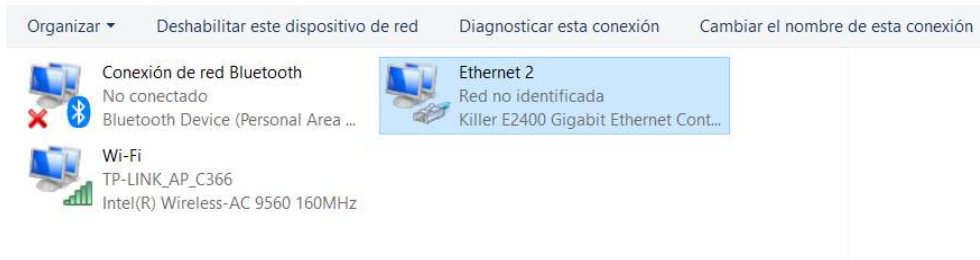 Organizar Deshabilitar este dispositivo de red Diagnosticar esta conexión Cambiar el nombre de esta conexión
Conexión de red Bluetooth
No conectado
Bluetooth Device (Personal Area ...
Ethernet 2
Red no identificada
Killer E2400 Gigabit Ethernet Cont...
Wi-Fi
TP-LINK_AP_C366
Intel(R) Wireless-AC 9560 160MHz